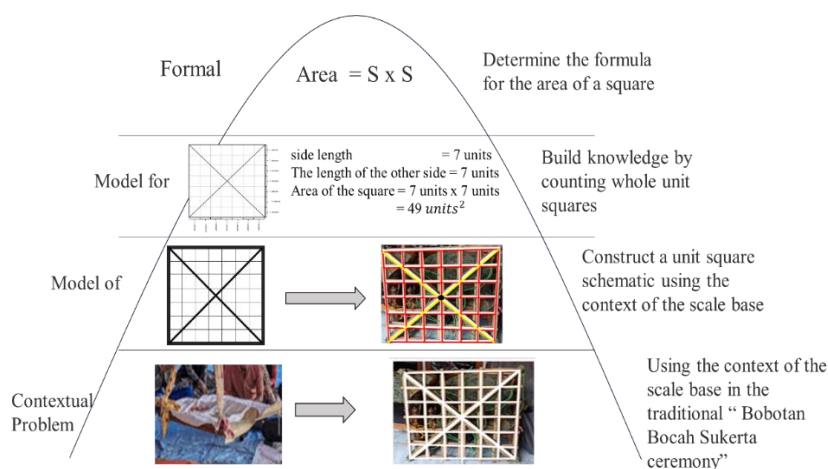 Formal
Area = S x S
Determine the formula
for the area of a square
Model for
side length = 7 units
The length of the other side = 7 units
Area of the square = 7 units x 7 units
= 49 units²
Build knowledge by
counting whole unit
squares
Model of
Construct a unit square
schematic using the
context of the scale base
Contextual
Problem
Using the context of the
scale base in the
traditional “ Bobotan
Bocah Sukerta
ceremony”